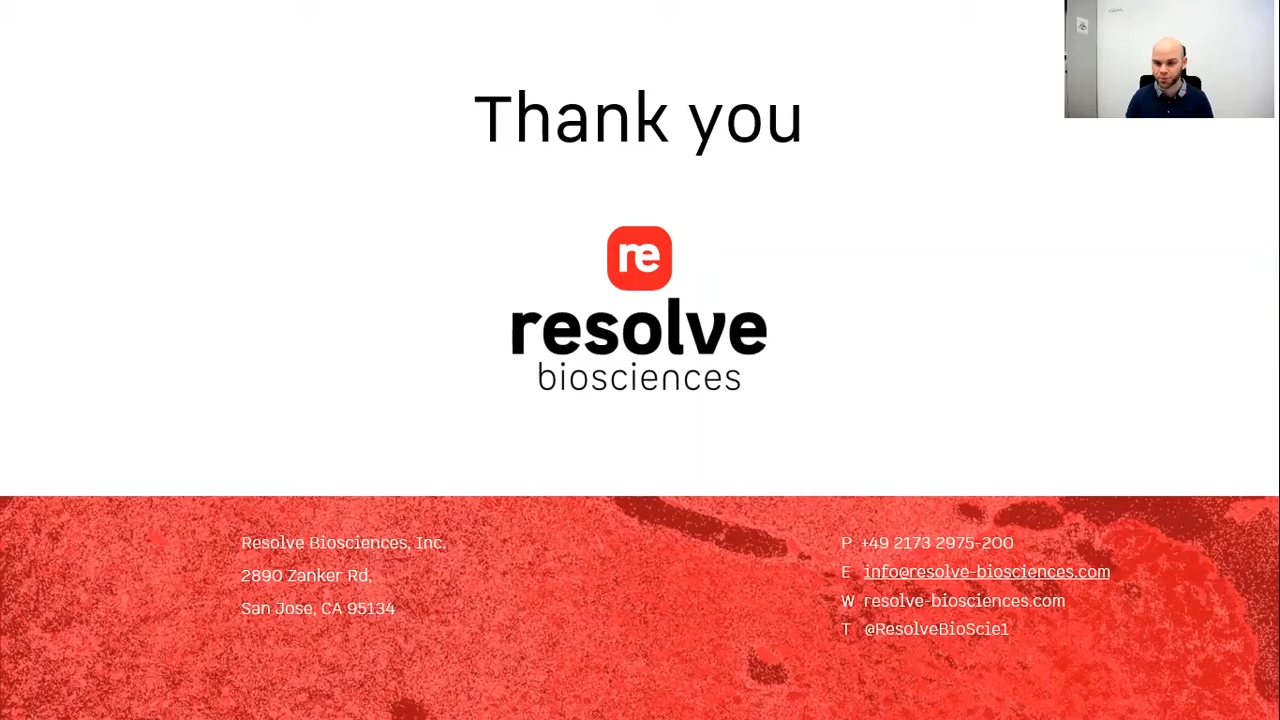 Thank you
re
resolve
biosciences
Resolve Biosciences, Inc.
2890 Zanker Rd,
San Jose, CA 95134
P +49 2173 2975-200
E info@resolve-biosciences.com
W resolve-biosciences.com
T @ResolveBioScie1